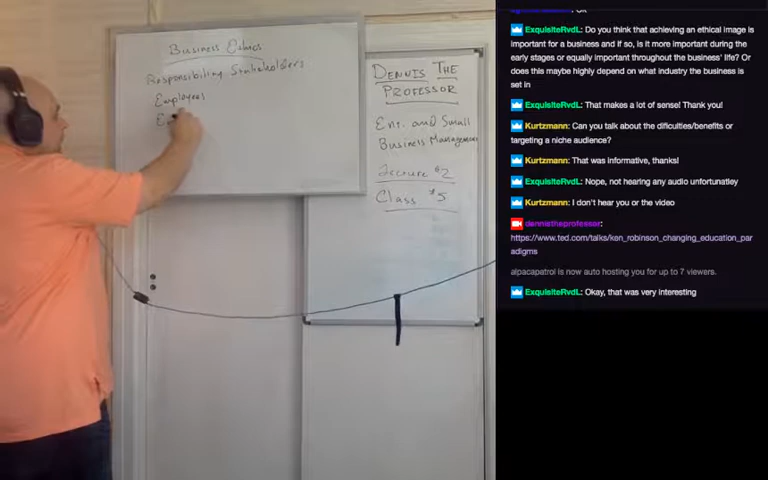 Business Ethics
Responsibility Stakeholders
Employees
DENNIS THE
PROFESSOR
Ent. and Small
Business Management
Lecture #2
Class #5
ExquisiteRvdL: Do you think that achieving an ethical image is
important for a business and if so, is it more important during the
early stages or equally important throughout the business' life? Or
does this maybe highly depend on what industry the business is
set in
ExquisiteRvdL: That makes a lot of sense! Thank you!
Kurtzmann: Can you talk about the dificulties/benefits or
targeting a niche audience?
Kurtzmann: That was informative, thanks!
ExquisiteRvdL: Nope, not hearing any audio unfortunatley
Kurtzmann: I don't hear you or the video
dennistheprofessor:
https://www.ted.com/talks/ken_robinson_changing_education_par
adigms
alpacapatrol is now auto hosting you for up to 7 viewers.
ExquisiteRvdL: Okay, that was very interesting